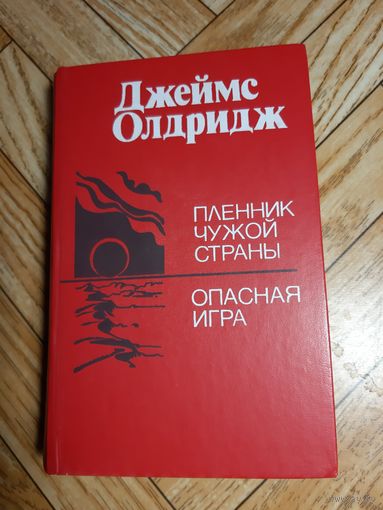 Джеймс
Олдридж
ПЛЕННИК
ЧУЖОЙ
СТРАНЫ
ОПАСНАЯ
ИГРА